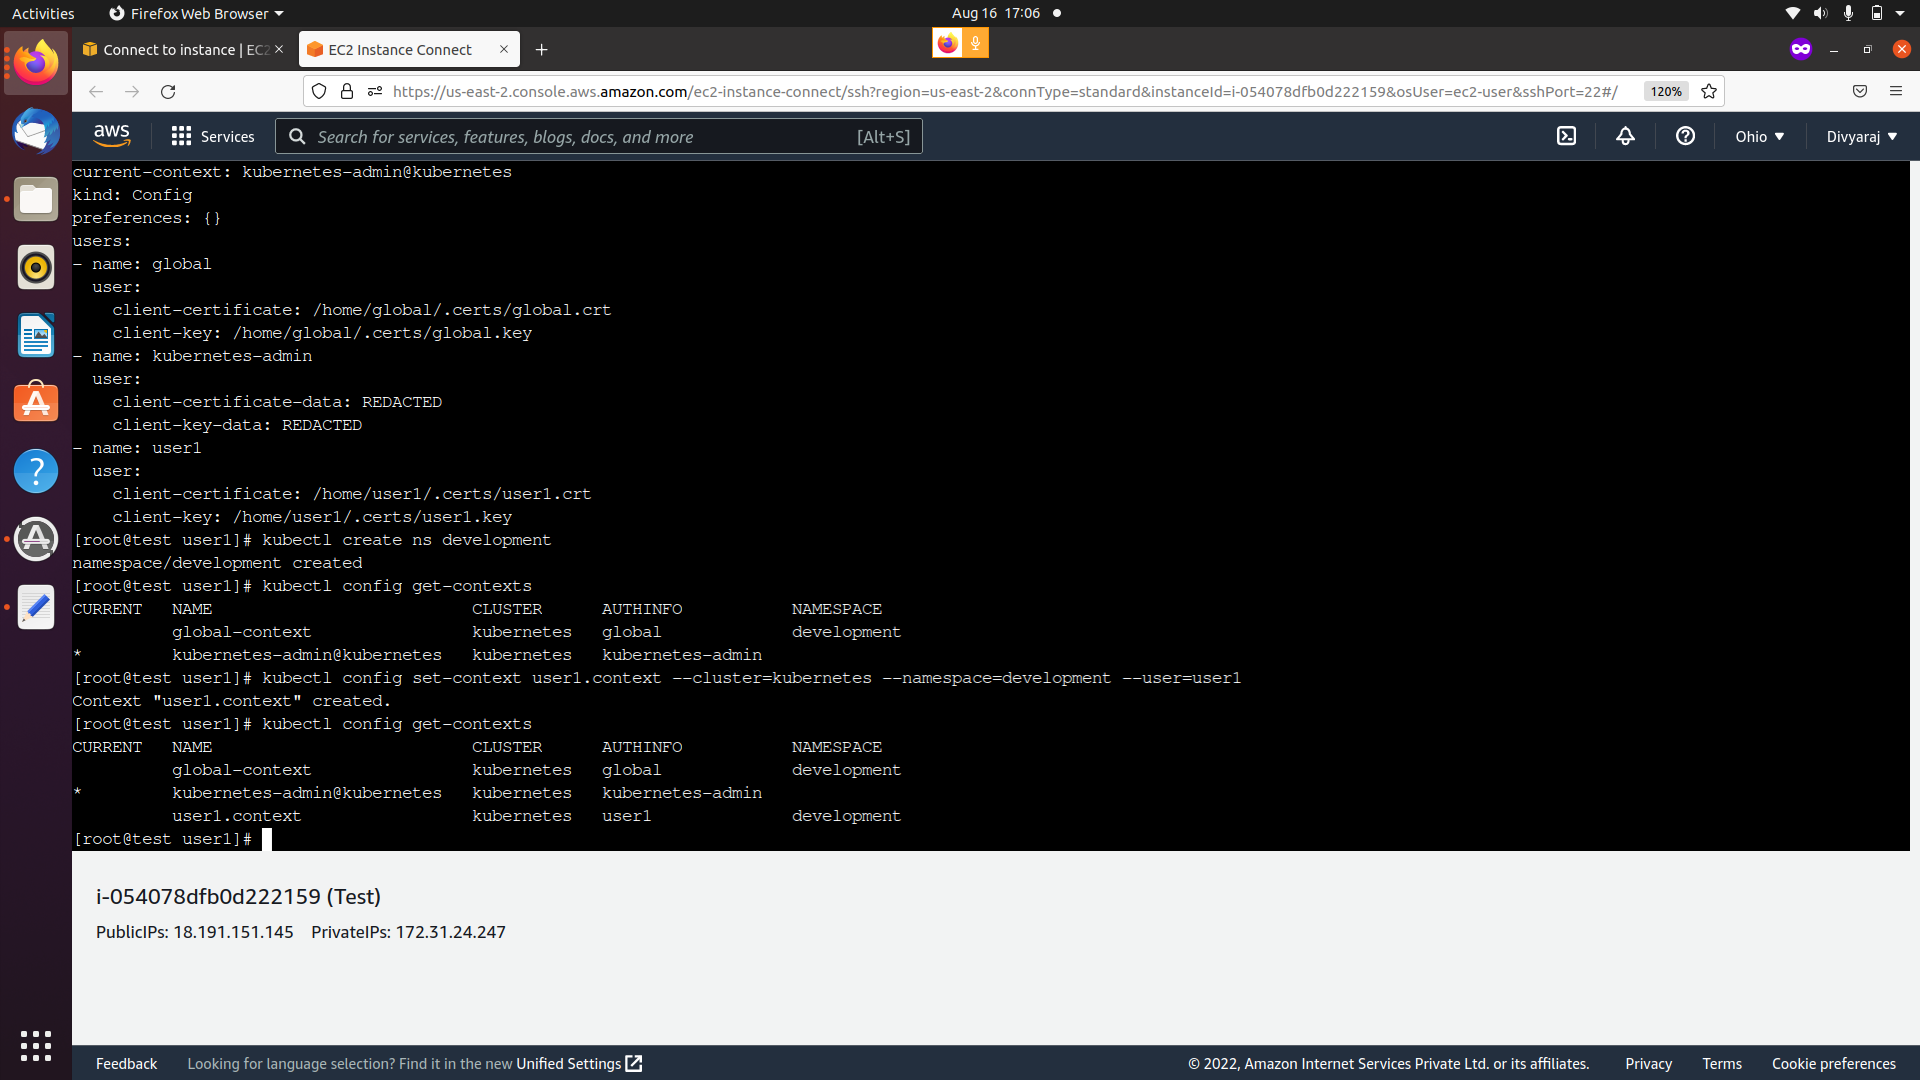 Activities Firefox Web Browser Aug 16 17:06
Connect to instance | EC2 EC2 Instance Connect
https://us-east-2.console.aws.amazon.com/ec2-instance-connect/ssh?region=us-east-2&connType=standard&instanceId=i-054078dfb0d222159&osUser=ec2-user&sshPort=22#/ 120%
aws Services Search for services, features, blogs, docs, and more [Alt+S] Ohio Divyaraj
current-context: kubernetes-admin@kubernetes
kind: Config
preferences: {}
users:
- name: global
user:
client-certificate: /home/global/.certs/global.crt
client-key: /home/global/.certs/global.key
- name: kubernetes-admin
user:
client-certificate-data: REDACTED
client-key-data: REDACTED
- name: user1
user:
client-certificate: /home/user1/.certs/user1.crt
client-key: /home/user1/.certs/user1.key
[root@test user1]# kubectl create ns development
namespace/development created
[root@test user1]# kubectl config get-contexts
CURRENT NAME CLUSTER AUTHINFO NAMESPACE
global-context kubernetes global development
* kubernetes-admin@kubernetes kubernetes kubernetes-admin
[root@test user1]# kubectl config set-context user1.context --cluster=kubernetes --namespace=development --user=user1
Context "user1.context" created.
[root@test user1]# kubectl config get-contexts
CURRENT NAME CLUSTER AUTHINFO NAMESPACE
global-context kubernetes global development
* kubernetes-admin@kubernetes kubernetes kubernetes-admin
user1.context kubernetes user1 development
[root@test user1]#
i-054078dfb0d222159 (Test)
PublicIPs: 18.191.151.145 PrivateIPs: 172.31.24.247
Feedback Looking for language selection? Find it in the new Unified Settings © 2022, Amazon Internet Services Private Ltd. or its affiliates. Privacy Terms Cookie preferences